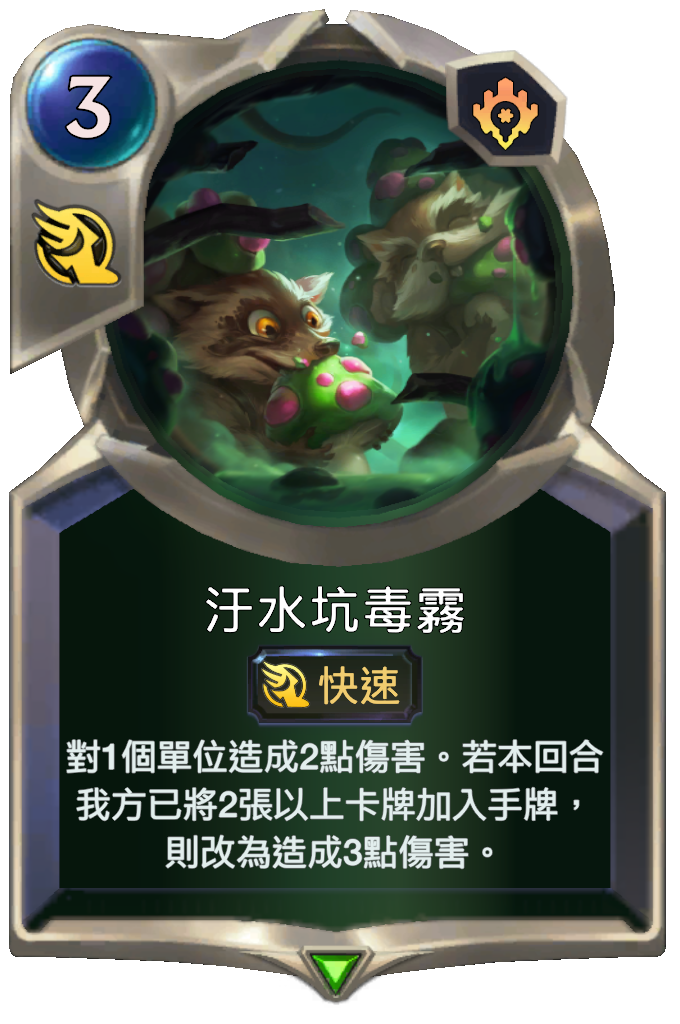 3
汙水坑毒霧
快速
對1個單位造成2點傷害。若本回合
我方已將2張以上卡牌加入手牌，
則改為造成3點傷害。